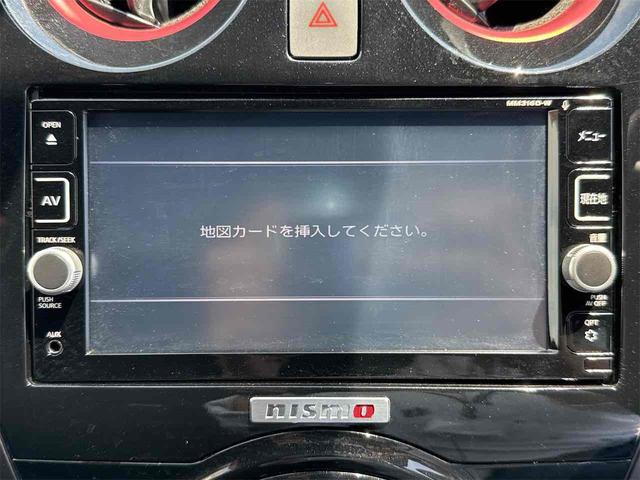 MM316D-W
OPEN
メニュー
AV
現在地
地図カードを挿入してください。
TRACK/SEEK
音量
PUSH
SOURCE
PUSH
AV OFF
AUX
OPT
nismo